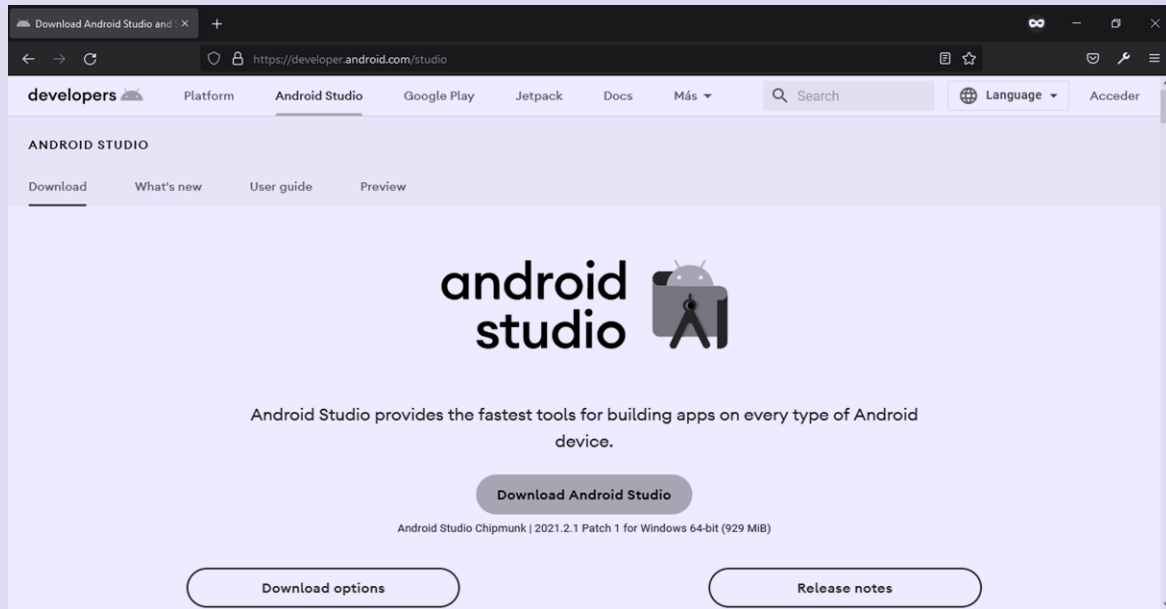 Download Android Studio and
https://developer.android.com/studio
developers Platform Android Studio Google Play Jetpack Docs Más Search Language Acceder
ANDROID STUDIO
Download What's new User guide Preview
android
studio
Android Studio provides the fastest tools for building apps on every type of Android
device.
Download Android Studio
Android Studio Chipmunk | 2021.2.1 Patch 1 for Windows 64-bit (929 MiB)
Download options Release notes